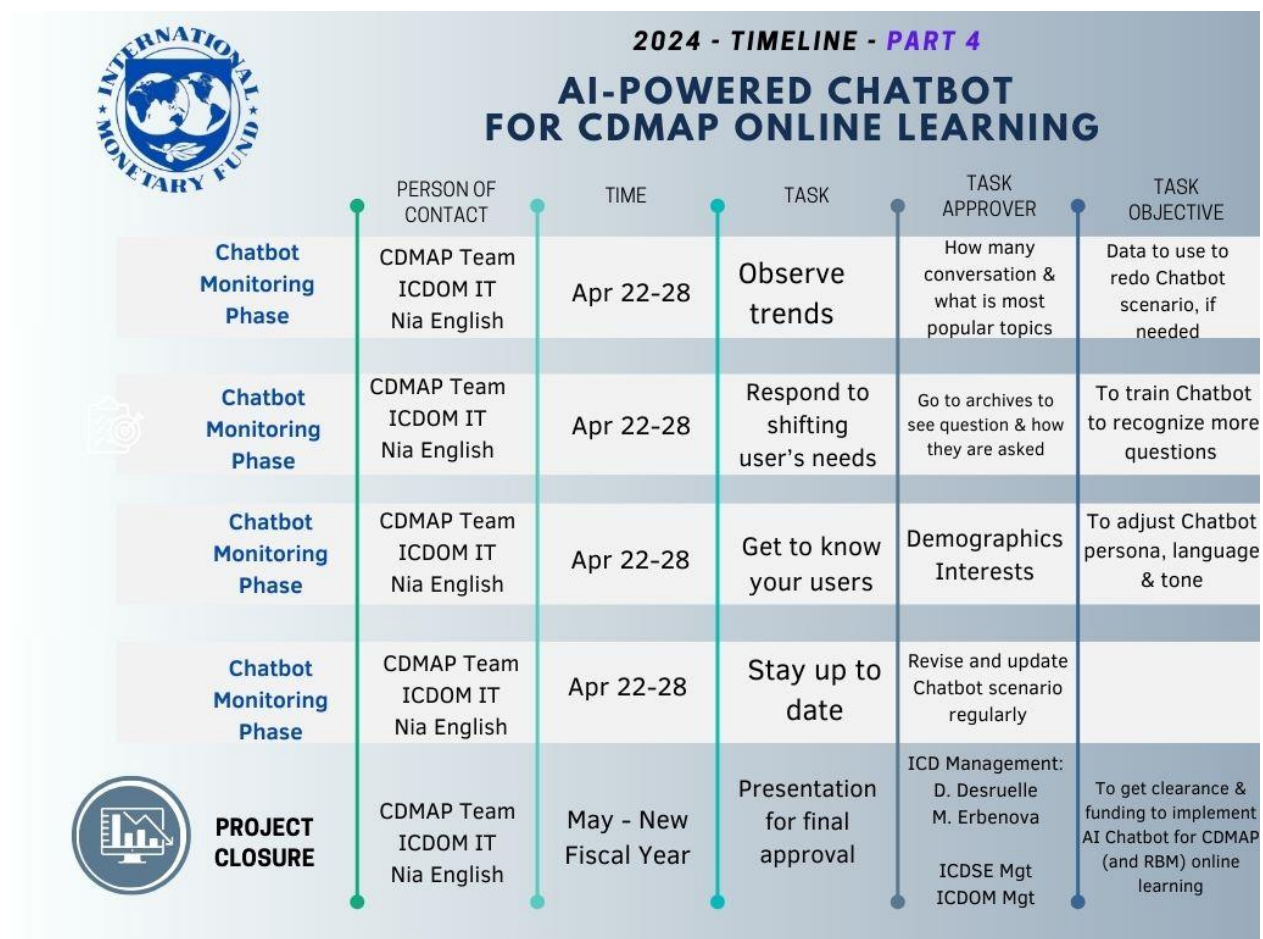 INTERNATIONAL MONETARY FUND
2024 - TIMELINE - PART 4
AI-POWERED CHATBOT
FOR CDMAP ONLINE LEARNING
PERSON OF
CONTACT
TIME
TASK
TASK
APPROVER
TASK
OBJECTIVE
Chatbot
Monitoring
Phase
CDMAP Team
ICDOM IT
Nia English
Apr 22-28
Observe
trends
How many
conversation &
what is most
popular topics
Data to use to
redo Chatbot
scenario, if
needed
Chatbot
Monitoring
Phase
CDMAP Team
ICDOM IT
Nia English
Apr 22-28
Respond to
shifting
user’s needs
Go to archives to
see question & how
they are asked
To train Chatbot
to recognize more
questions
Chatbot
Monitoring
Phase
CDMAP Team
ICDOM IT
Nia English
Apr 22-28
Get to know
your users
Demographics
Interests
To adjust Chatbot
persona, language
& tone
Chatbot
Monitoring
Phase
CDMAP Team
ICDOM IT
Nia English
Apr 22-28
Stay up to
date
Revise and update
Chatbot scenario
regularly
PROJECT
CLOSURE
CDMAP Team
ICDOM IT
Nia English
May - New
Fiscal Year
Presentation
for final
approval
ICD Management:
D. Desruelle
M. Erbenova
ICDSE Mgt
ICDOM Mgt
To get clearance &
funding to implement
AI Chatbot for CDMAP
(and RBM) online
learning